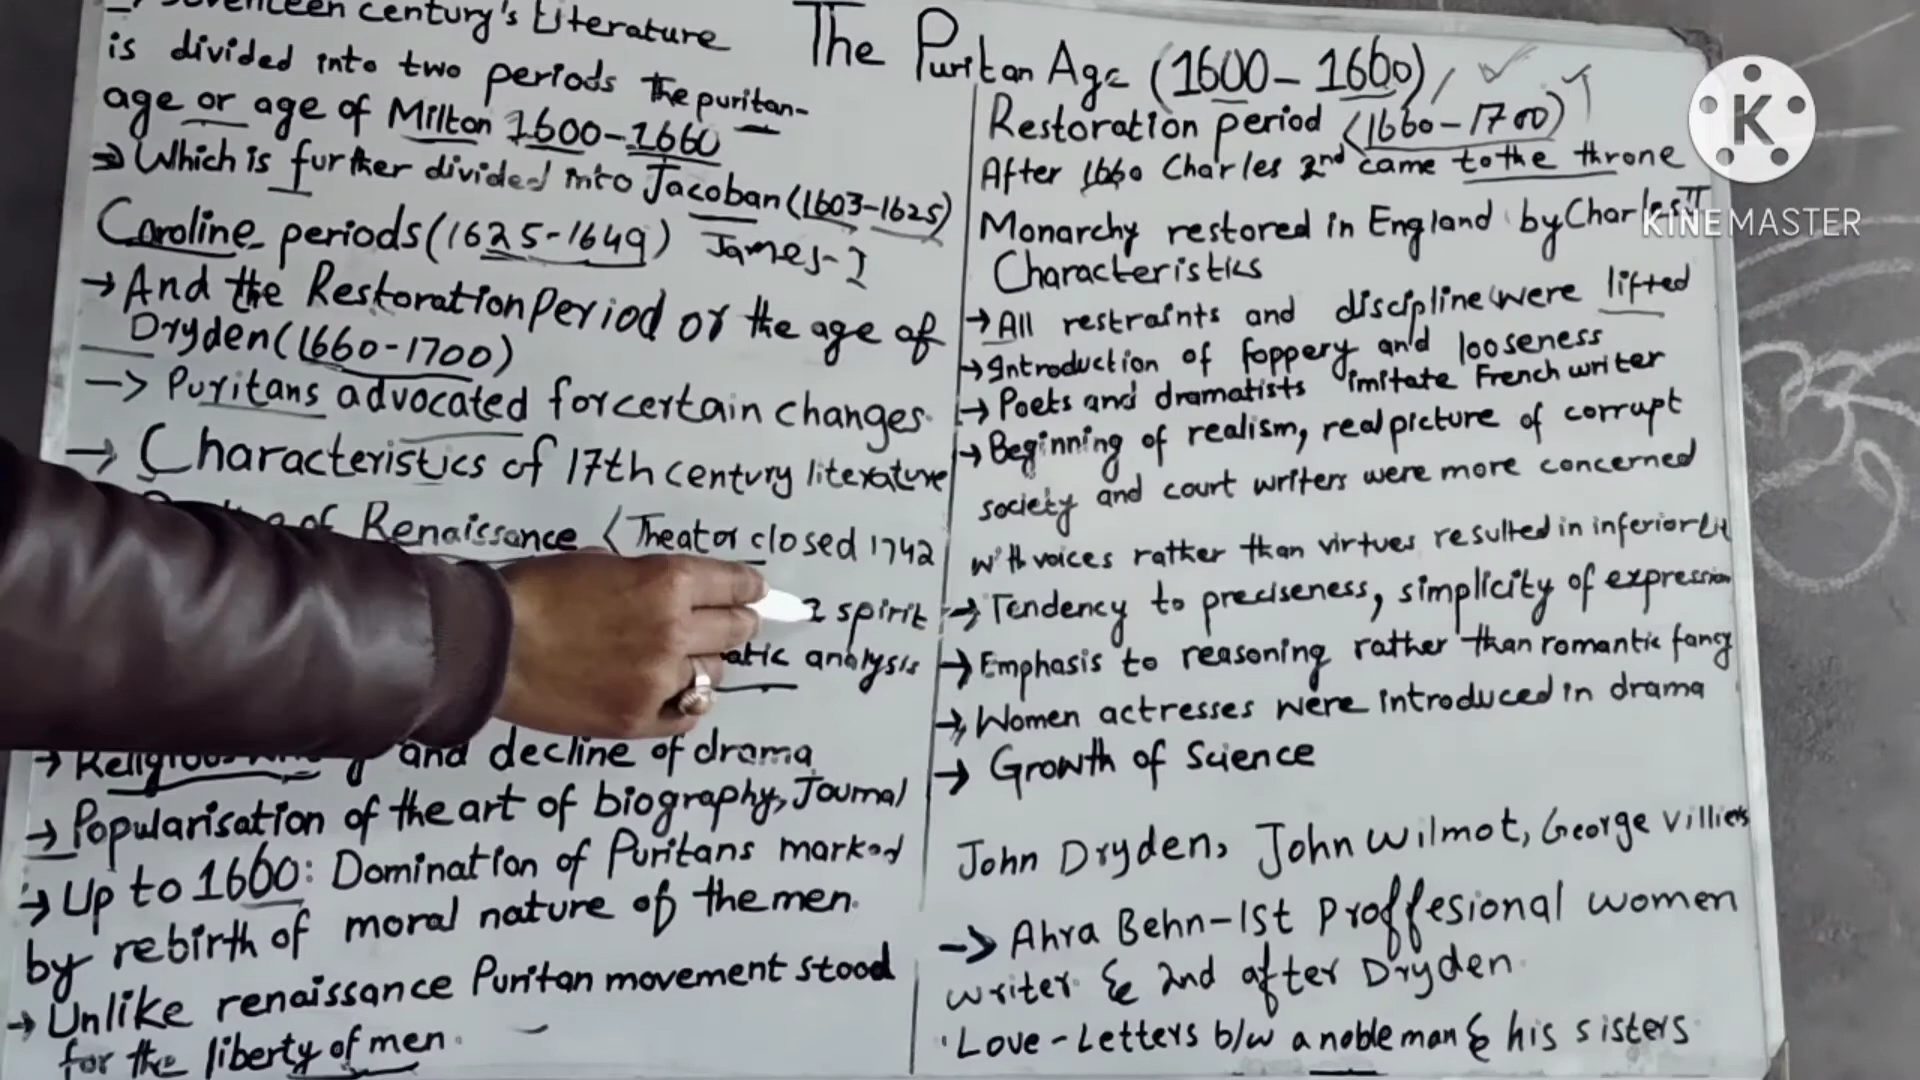 The Puritan Age (1600-1660)
Seventeen century's Literature
is divided into two periods The puritan-
age or age of Milton 1600-1660
→ Which is further divided into Jacoban (1603-1625)
Caroline periods (1625-1649) James-I
→ And the Restoration Period or the age of
Dryden (1660-1700)
→ Puritans advocated for certain changes.
→ Characteristics of 17th century literature
of Renaissance (Theator closed 1742
spirit
analysis
→ Religious and decline of drama
→ Popularisation of the art of biography, Journal
→ Up to 1660: Domination of Puritans marked
by rebirth of moral nature of the men.
→ Unlike renaissance Puritan movement stood
for the liberty of men.
Restoration period (1660-1700)
After 1660 Charles 2nd came to the throne
Monarchy restored in England by Charles II
Characteristics
→ All restraints and discipline were lifted
→ Introduction of foppery and looseness
→ Poets and dramatists imitate French writer
→ Beginning of realism, real picture of corrupt
society and court writers were more concerned
with voices rather than virtues resulted in inferior Lit
→ Tendency to preciseness, simplicity of expression
→ Emphasis to reasoning rather than romantic fancy
→ Women actresses were introduced in drama
→ Growth of Science
John Dryden, John Wilmot, George Villiers
→ Ahra Behn-1st Proffesional women
writer & 2nd after Dryden.
Love-Letters b/w a noble man & his sisters
K
KINEMASTER